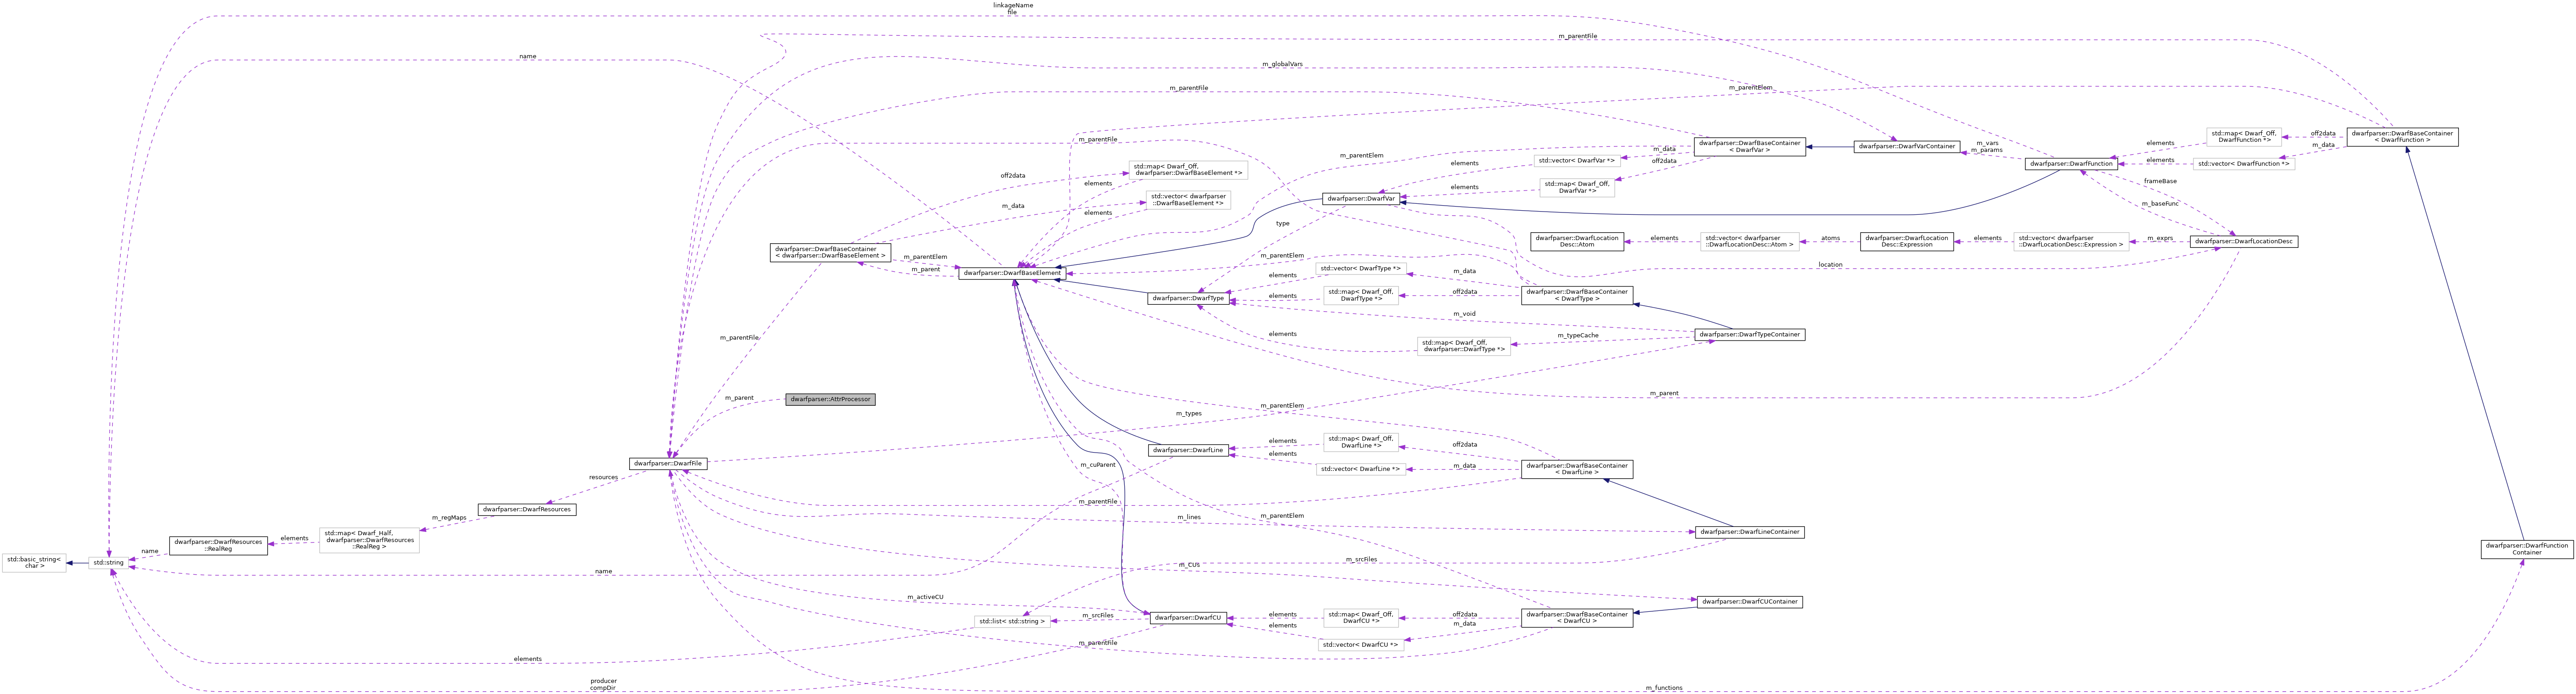 linkageName
file
m_parentFile
name
m_globalVars
m_parentFile
m_parentElem
dwarfparser::DwarfBaseContainer
< DwarfFunction >
off2data
std::map< Dwarf_Off,
DwarfFunction *>
elements
m_data
std::vector< DwarfFunction *>
elements
dwarfparser::DwarfFunction
m_vars
m_params
dwarfparser::DwarfVarContainer
dwarfparser::DwarfBaseContainer
< DwarfVar >
m_parentFile
m_parentElem
m_data
std::vector< DwarfVar *>
elements
off2data
std::map< Dwarf_Off,
DwarfVar *>
elements
std::map< Dwarf_Off,
dwarfparser::DwarfBaseElement *>
off2data
elements
std::vector< dwarfparser
::DwarfBaseElement *>
m_data
elements
dwarfparser::DwarfVar
frameBase
m_baseFunc
type
dwarfparser::DwarfLocation
Desc::Atom
elements
std::vector< dwarfparser
::DwarfLocationDesc::Atom >
atoms
dwarfparser::DwarfLocation
Desc::Expression
elements
std::vector< dwarfparser
::DwarfLocationDesc::Expression >
m_exprs
dwarfparser::DwarfLocationDesc
dwarfparser::DwarfBaseContainer
< dwarfparser::DwarfBaseElement >
m_parentElem
m_parent
dwarfparser::DwarfBaseElement
m_parentElem
location
std::vector< DwarfType *>
m_data
elements
dwarfparser::DwarfType
elements
std::map< Dwarf_Off,
DwarfType *>
off2data
dwarfparser::DwarfBaseContainer
< DwarfType >
m_void
m_parentFile
elements
std::map< Dwarf_Off,
dwarfparser::DwarfType *>
m_typeCache
dwarfparser::DwarfTypeContainer
m_parent
dwarfparser::AttrProcessor
m_parent
m_types
m_parentElem
dwarfparser::DwarfFile
m_cuParent
dwarfparser::DwarfLine
elements
std::map< Dwarf_Off,
DwarfLine *>
off2data
elements
std::vector< DwarfLine *>
m_data
dwarfparser::DwarfBaseContainer
< DwarfLine >
resources
dwarfparser::DwarfResources
m_parentFile
m_regMaps
m_lines
m_parentElem
std::map< Dwarf_Half,
dwarfparser::DwarfResources
::RealReg >
elements
dwarfparser::DwarfResources
::RealReg
name
dwarfparser::DwarfLineContainer
dwarfparser::DwarfFunction
Container
std::basic_string<
char >
std::string
name
m_CUs
m_srcFiles
m_activeCU
dwarfparser::DwarfCUContainer
std::list< std::string >
m_srcFiles
dwarfparser::DwarfCU
elements
std::map< Dwarf_Off,
DwarfCU *>
off2data
elements
std::vector< DwarfCU *>
m_data
dwarfparser::DwarfBaseContainer
< DwarfCU >
m_parentFile
elements
producer
compDir
m_functions